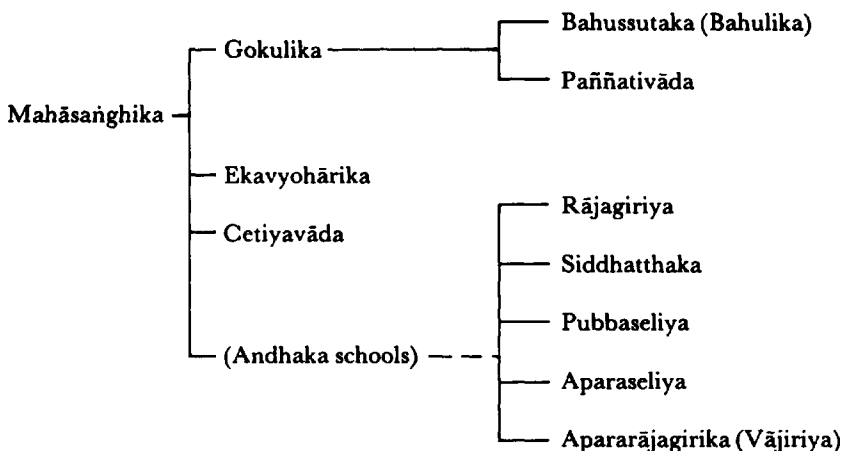 Bahussutaka (Bahulika)
Gokulika
Paññativāda
Mahāsaṅghika
Ekavyohārika
Rājagiriya
Cetiyavāda
Siddhatthaka
Pubbaseliya
(Andhaka schools)
Aparaseliya
Apararājagirika (Vājiriya)